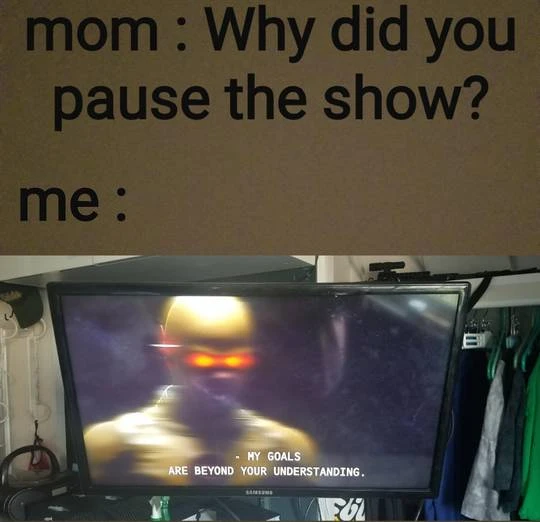 mom : Why did you
pause the show?
me :
- MY GOALS
ARE BEYOND YOUR UNDERSTANDING.
SAMSUNG